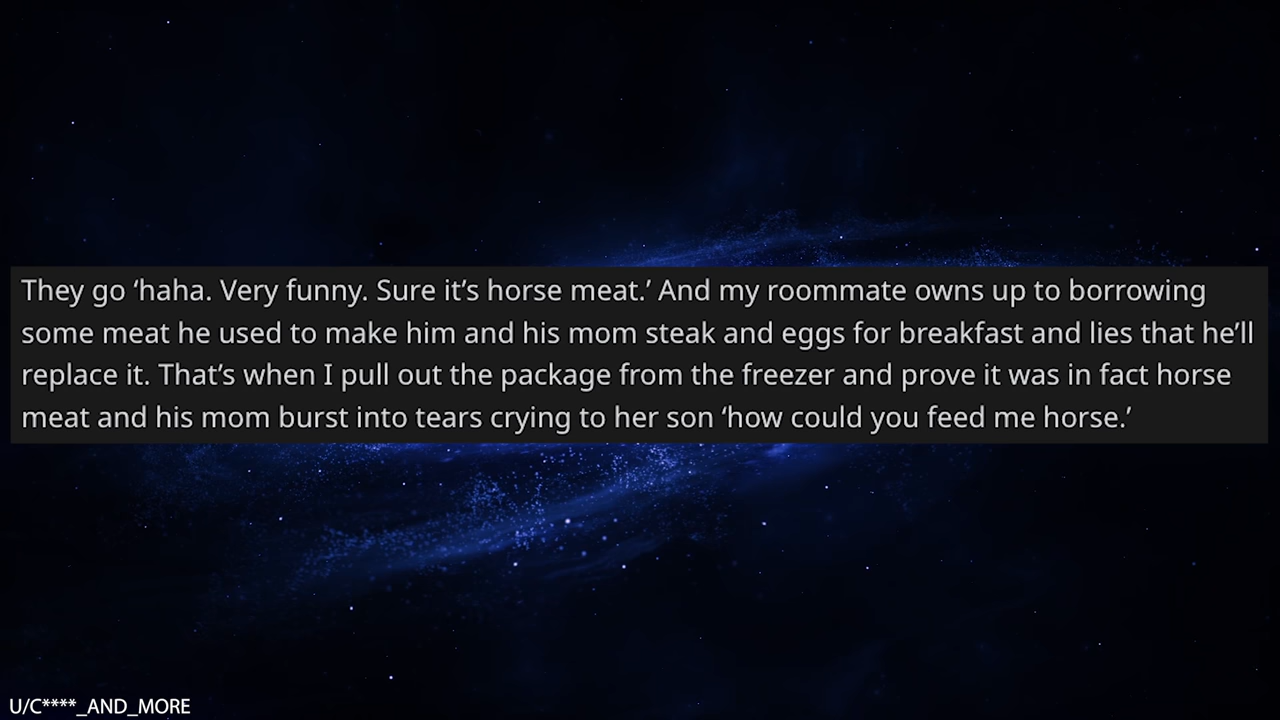 They go ‘haha. Very funny. Sure it’s horse meat.’ And my roommate owns up to borrowing
some meat he used to make him and his mom steak and eggs for breakfast and lies that he’ll
replace it. That’s when I pull out the package from the freezer and prove it was in fact horse
meat and his mom burst into tears crying to her son ‘how could you feed me horse.’
U/C****_AND_MORE